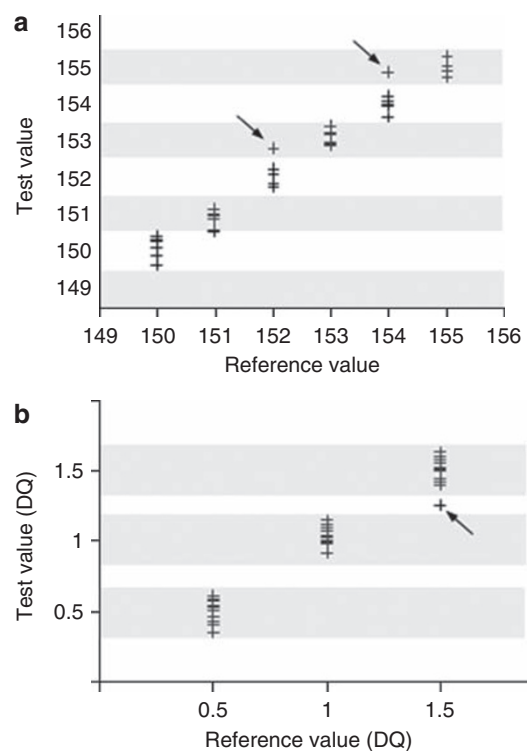 a
156
155
154
153
152
151
150
149
Test value
149 150 151 152 153 154 155 156
Reference value
b
1.5
1
0.5
Test value (DQ)
0.5 1 1.5
Reference value (DQ)